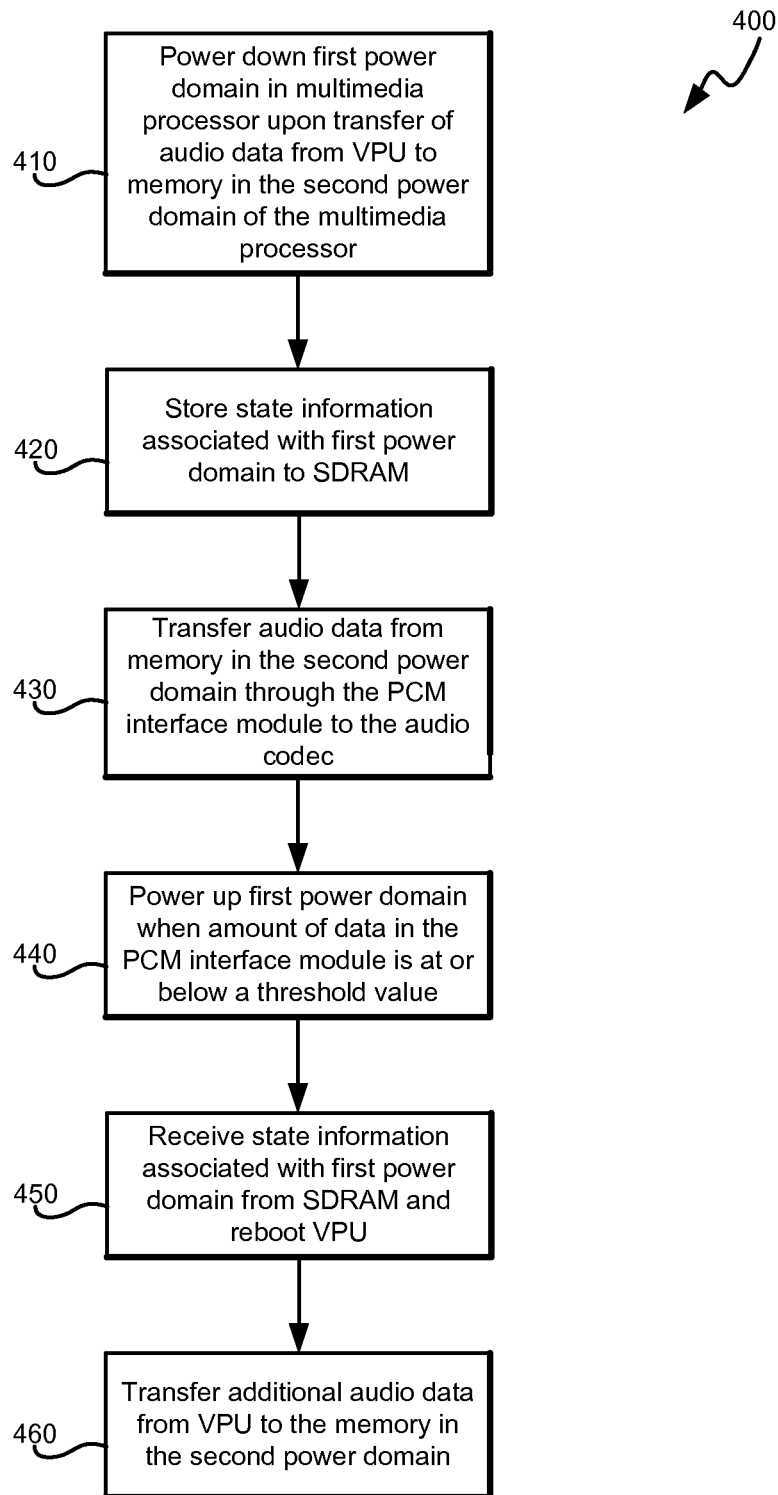 400
Power down first power
domain in multimedia
processor upon transfer of
audio data from VPU to
memory in the second power
domain of the multimedia
processor
410
Store state information
associated with first power
domain to SDRAM
420
Transfer audio data from
memory in the second power
domain through the PCM
interface module to the audio
codec
430
Power up first power domain
when amount of data in the
PCM interface module is at or
below a threshold value
440
Receive state information
associated with first power
domain from SDRAM and
reboot VPU
450
Transfer additional audio data
from VPU to the memory in
the second power domain
460